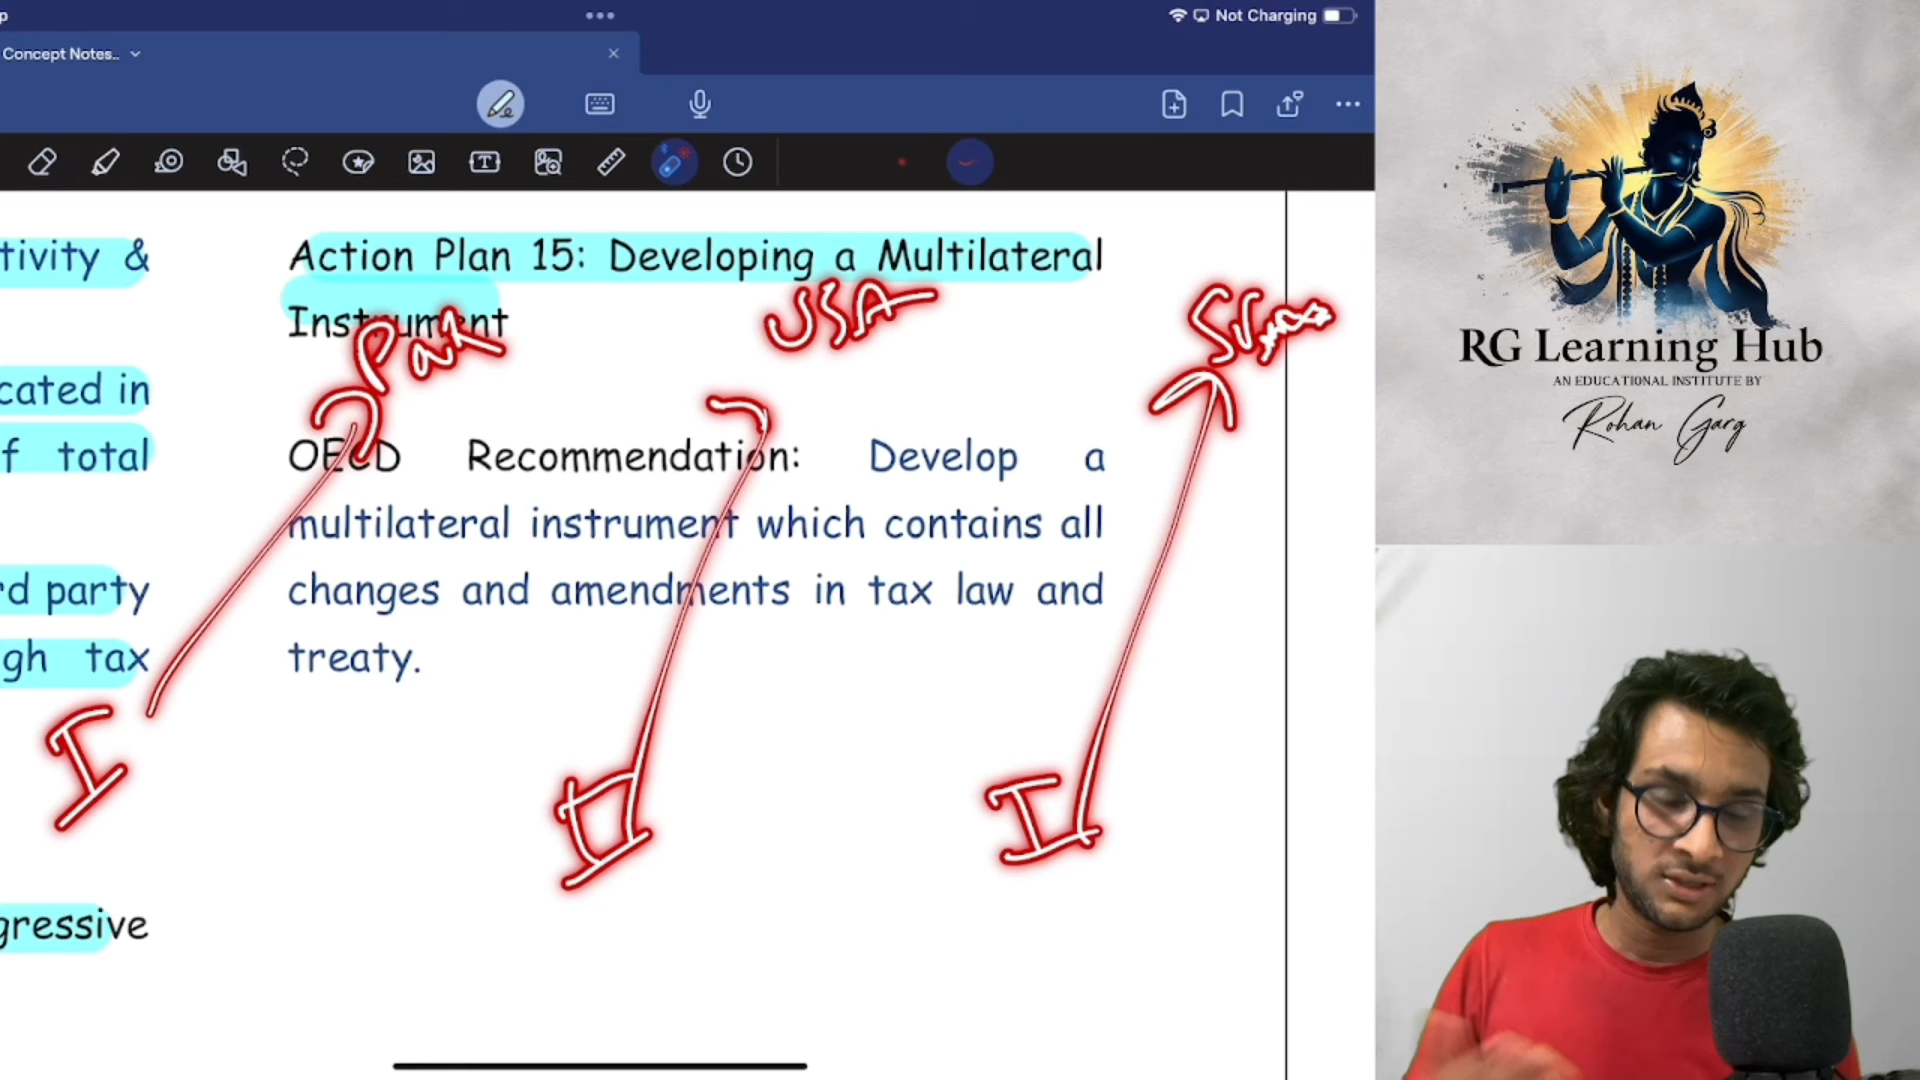 p
Not Charging
Concept Notes..
tivity &
cated in
f total
rd party
gh tax
gressive
Action Plan 15: Developing a Multilateral
Instrument
Pak
USA
OECD Recommendation: Develop a
multilateral instrument which contains all
changes and amendments in tax law and
treaty.
I
I
I
RG Learning Hub
AN EDUCATIONAL INSTITUTE BY
Rohan Garg